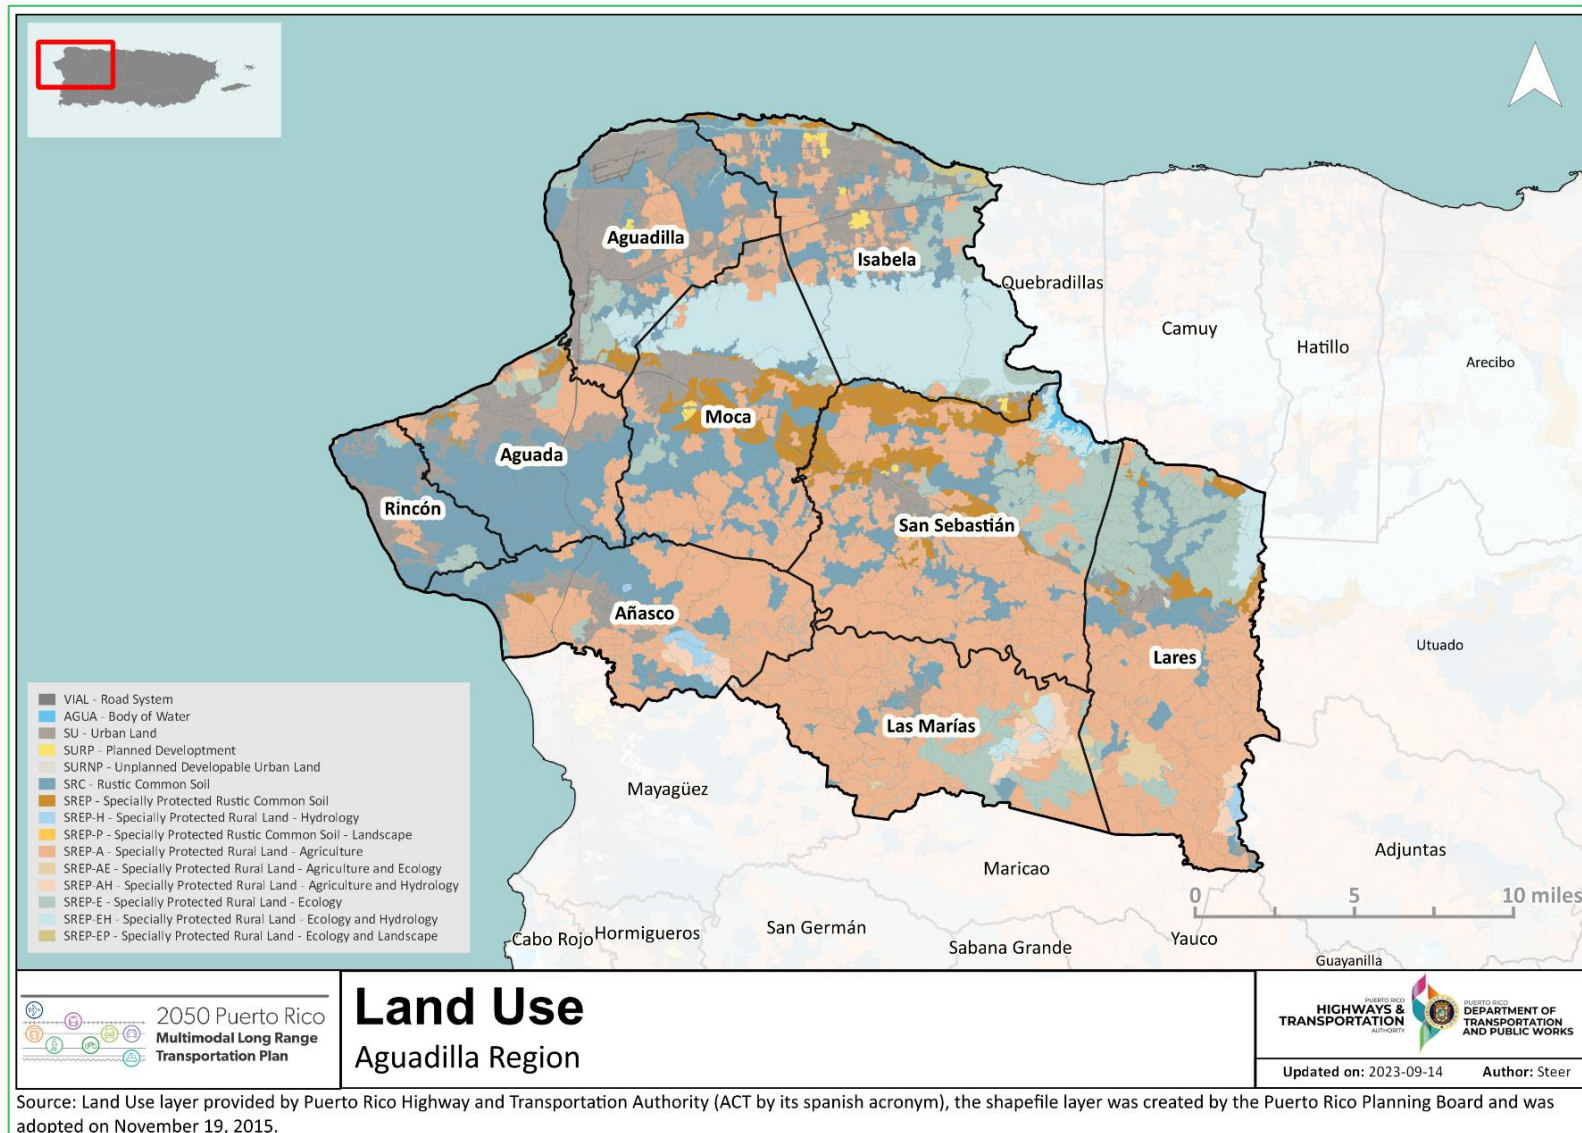 Aguadilla
Isabela
Quebradillas
Camuy
Hatillo
Arecibo
Moca
Aguada
Rincón
San Sebastián
Añasco
Lares
Utuado
Las Marías
Mayagüez
Maricao
Adjuntas
San Germán
Cabo Rojo
Hormigueros
Sabana Grande
Yauco
Guayanilla
0 5 10 miles
VIAL - Road System
AGUA - Body of Water
SU - Urban Land
SURP - Planned Developtment
SURNP - Unplanned Developable Urban Land
SRC - Rustic Common Soil
SREP - Specially Protected Rustic Common Soil
SREP-H - Specially Protected Rural Land - Hydrology
SREP-P - Specially Protected Rustic Common Soil - Landscape
SREP-A - Specially Protected Rural Land - Agriculture
SREP-AE - Specially Protected Rural Land - Agriculture and Ecology
SREP-AH - Specially Protected Rural Land - Agriculture and Hydrology
SREP-E - Specially Protected Rural Land - Ecology
SREP-EH - Specially Protected Rural Land - Ecology and Hydrology
SREP-EP - Specially Protected Rural Land - Ecology and Landscape
2050 Puerto Rico
Multimodal Long Range
Transportation Plan
Land Use
Aguadilla Region
PUERTO RICO
HIGHWAYS &
TRANSPORTATION
AUTHORITY
PUERTO RICO
DEPARTMENT OF
TRANSPORTATION
AND PUBLIC WORKS
Updated on: 2023-09-14
Author: Steer
Source: Land Use layer provided by Puerto Rico Highway and Transportation Authority (ACT by its spanish acronym), the shapefile layer was created by the Puerto Rico Planning Board and was
adopted on November 19, 2015.